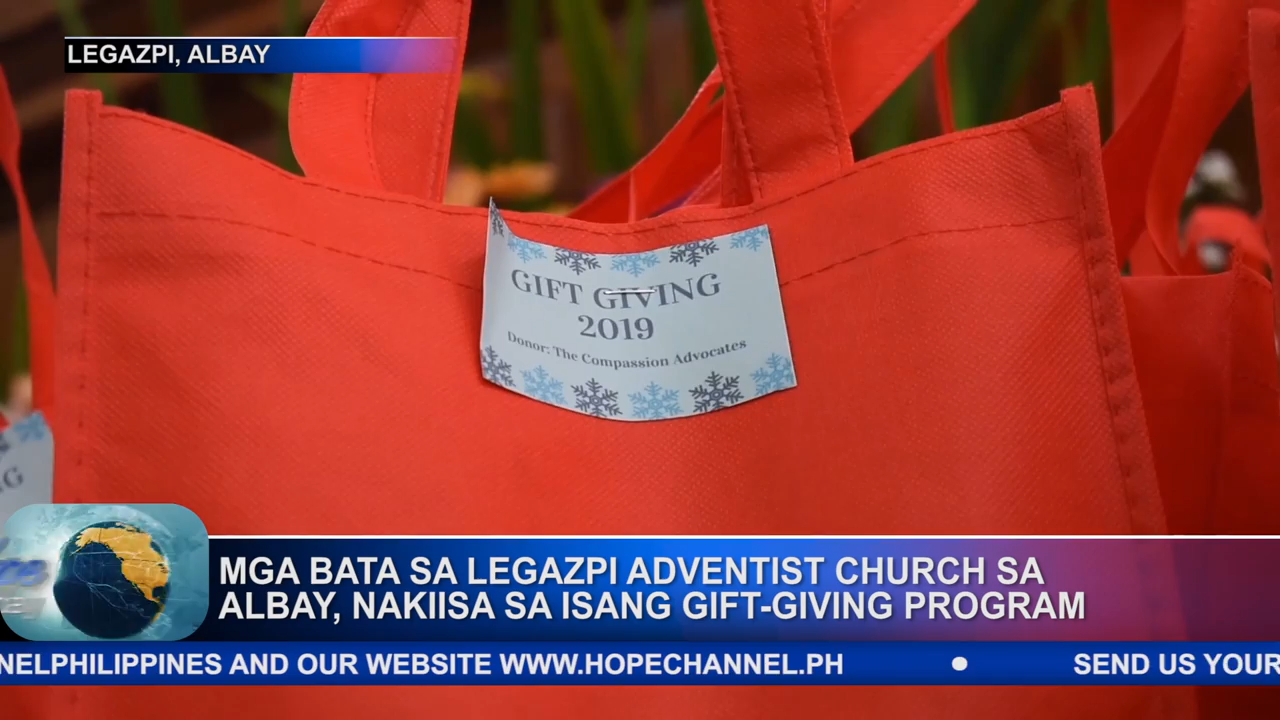 LEGAZPI, ALBAY
GIFT GIVING
2019
Donor: The Compassion Advocates
MGA BATA SA LEGAZPI ADVENTIST CHURCH SA
ALBAY, NAKIISA SA ISANG GIFT-GIVING PROGRAM
NELPHILIPPINES AND OUR WEBSITE WWW.HOPECHANNEL.PH ● SEND US YOUR